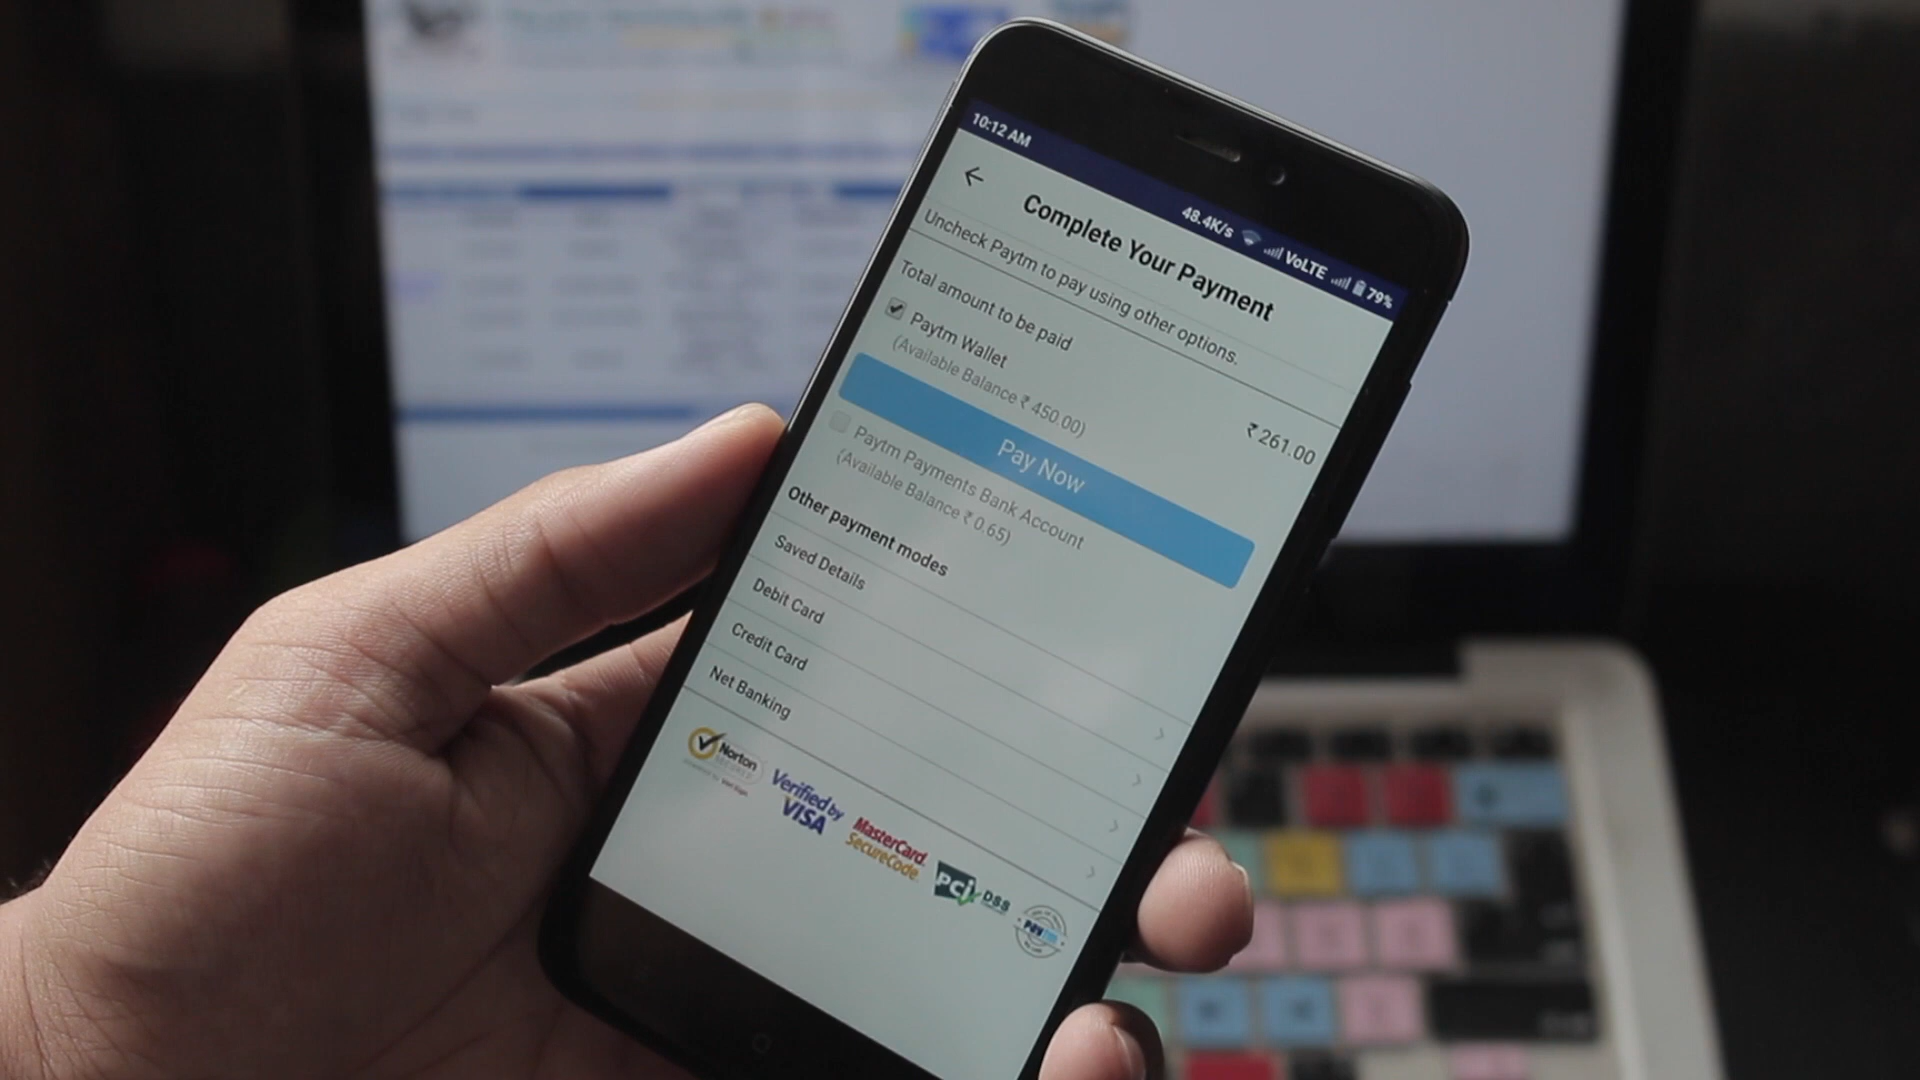 10:12 AM
48.4K/s VoLTE 79%
Complete Your Payment
Uncheck Paytm to pay using other options.
Total amount to be paid
₹ 261.00
Paytm Wallet
(Available Balance ₹ 450.00)
Pay Now
Paytm Payments Bank Account
(Available Balance ₹ 0.65)
Other payment modes
Saved Details
Debit Card
Credit Card
Net Banking
Norton
SECURED
Verified by
VISA
MasterCard.
SecureCode.
PCI DSS
Paytm